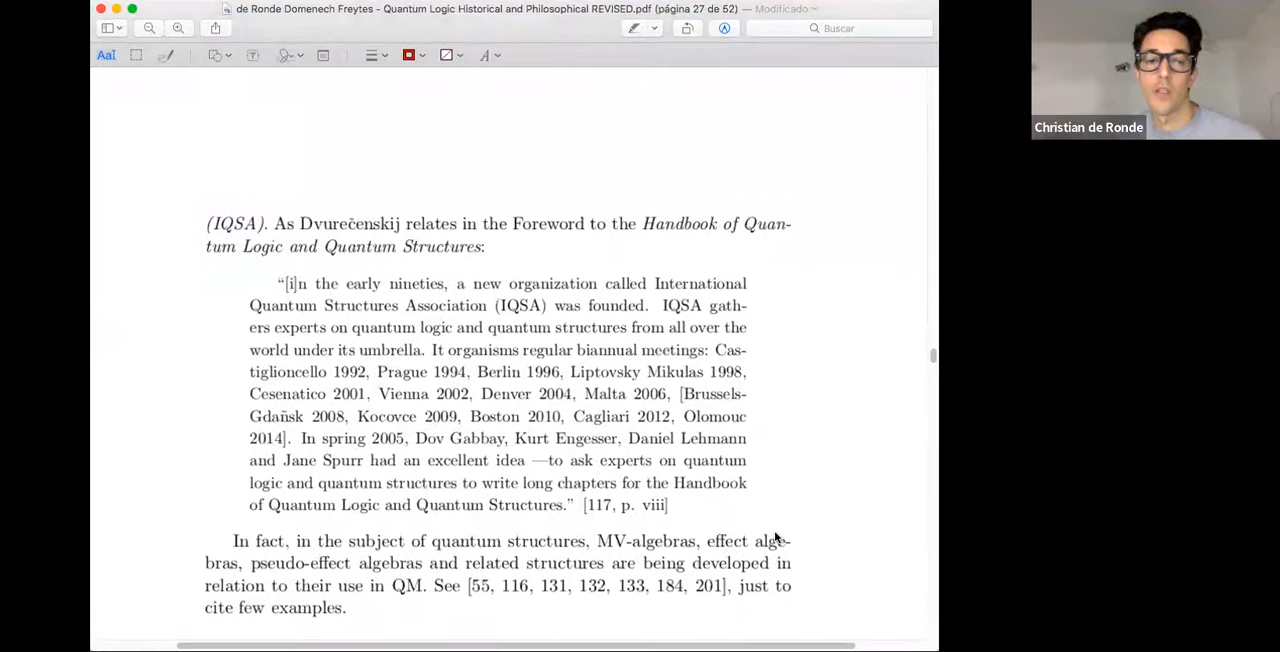 de Ronde Domenech Freytes - Quantum Logic Historical and Philosophical REVISED.pdf (página 27 de 52) — Modificado
Buscar
AaI
T
A
Christian de Ronde
(IQSA). As Dvurečenskij relates in the Foreword to the Handbook of Quan-
tum Logic and Quantum Structures:
“[i]n the early nineties, a new organization called International
Quantum Structures Association (IQSA) was founded. IQSA gath-
ers experts on quantum logic and quantum structures from all over the
world under its umbrella. It organisms regular biannual meetings: Cas-
tiglioncello 1992, Prague 1994, Berlin 1996, Liptovsky Mikulas 1998,
Cesenatico 2001, Vienna 2002, Denver 2004, Malta 2006, [Brussels-
Gdańsk 2008, Kocovce 2009, Boston 2010, Cagliari 2012, Olomouc
2014]. In spring 2005, Dov Gabbay, Kurt Engesser, Daniel Lehmann
and Jane Spurr had an excellent idea —to ask experts on quantum
logic and quantum structures to write long chapters for the Handbook
of Quantum Logic and Quantum Structures.” [117, p. viii]
In fact, in the subject of quantum structures, MV-algebras, effect alge-
bras, pseudo-effect algebras and related structures are being developed in
relation to their use in QM. See [55, 116, 131, 132, 133, 184, 201], just to
cite few examples.